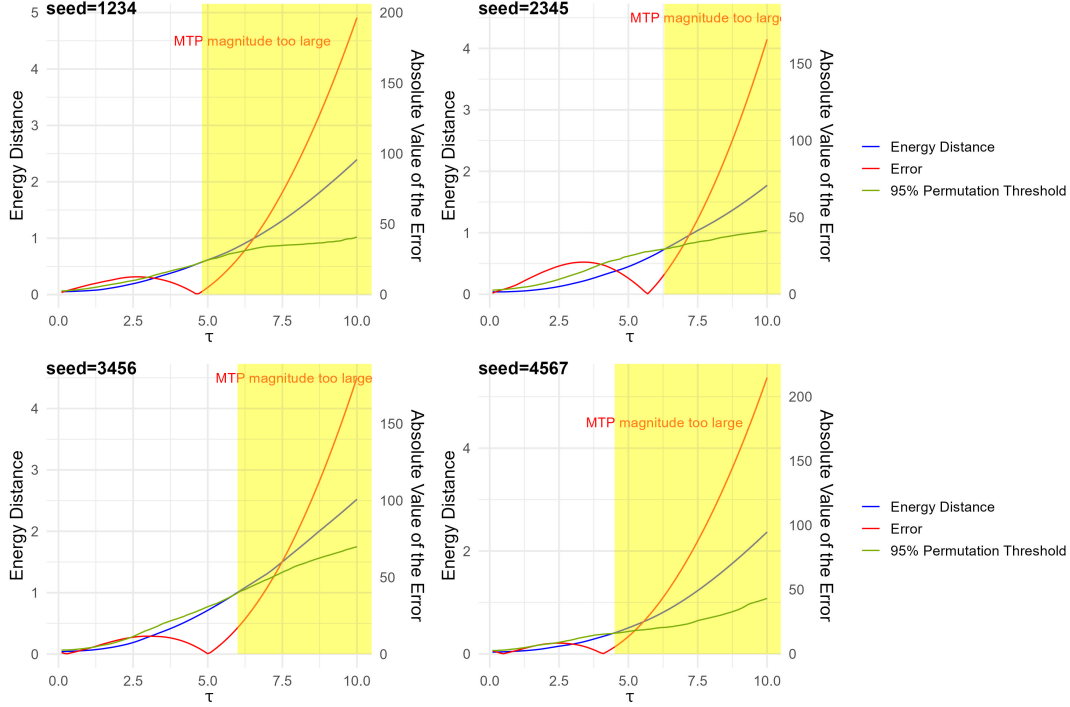 seed=1234
MTP magnitude too large
Energy Distance
Absolute Value of the Error
5
4
3
2
1
0
200
150
100
50
0
0.0 2.5 5.0 7.5 10.0
τ
seed=2345
MTP magnitude too large
Energy Distance
Absolute Value of the Error
4
3
2
1
0
150
100
50
0
0.0 2.5 5.0 7.5 10.0
τ
Energy Distance
Error
95% Permutation Threshold
seed=3456
MTP magnitude too large
Energy Distance
Absolute Value of the Error
4
3
2
1
0
150
100
50
0
0.0 2.5 5.0 7.5 10.0
τ
seed=4567
MTP magnitude too large
Energy Distance
Absolute Value of the Error
4
2
0
200
150
100
50
0
0.0 2.5 5.0 7.5 10.0
τ
Energy Distance
Error
95% Permutation Threshold